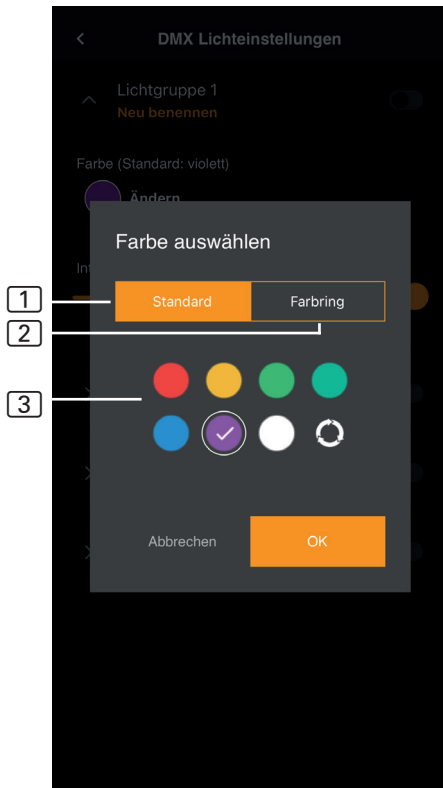 DMX Lichteinstellungen
Lichtgruppe 1
Neu benennen
Farbe (Standard: violett)
Ändern
Farbe auswählen
Int
1
Standard
Farbring
2
3
Abbrechen
OK